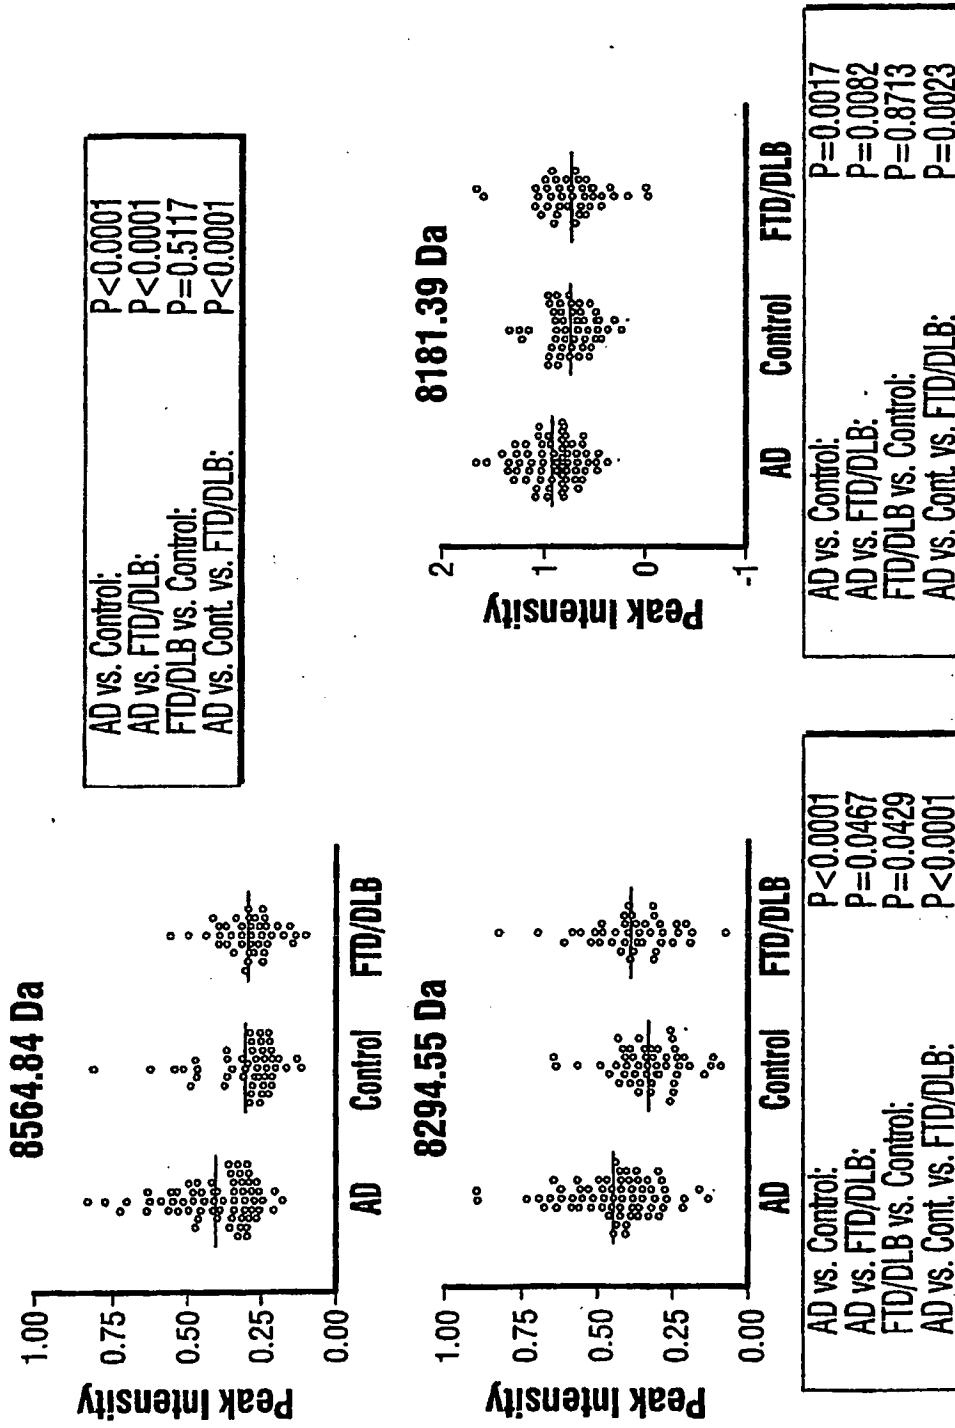 8564.84 Da
Peak Intensity
1.00
0.75
0.50
0.25
0.00
AD Control FTD/DLB
AD vs. Control: P<0.0001
AD vs. FTD/DLB: P<0.0001
FTD/DLB vs. Control: P=0.5117
AD vs. Cont. vs. FTD/DLB: P<0.0001
8294.55 Da
Peak Intensity
1.00
0.75
0.50
0.25
0.00
AD Control FTD/DLB
AD vs. Control: P<0.0001
AD vs. FTD/DLB: P=0.0467
FTD/DLB vs. Control: P=0.0429
AD vs. Cont. vs. FTD/DLB: P<0.0001
8181.39 Da
Peak Intensity
2
1
0
-1
AD Control FTD/DLB
AD vs. Control: P=0.0017
AD vs. FTD/DLB: P=0.0082
FTD/DLB vs. Control: P=0.8713
AD vs. Cont. vs. FTD/DLB: P=0.0023